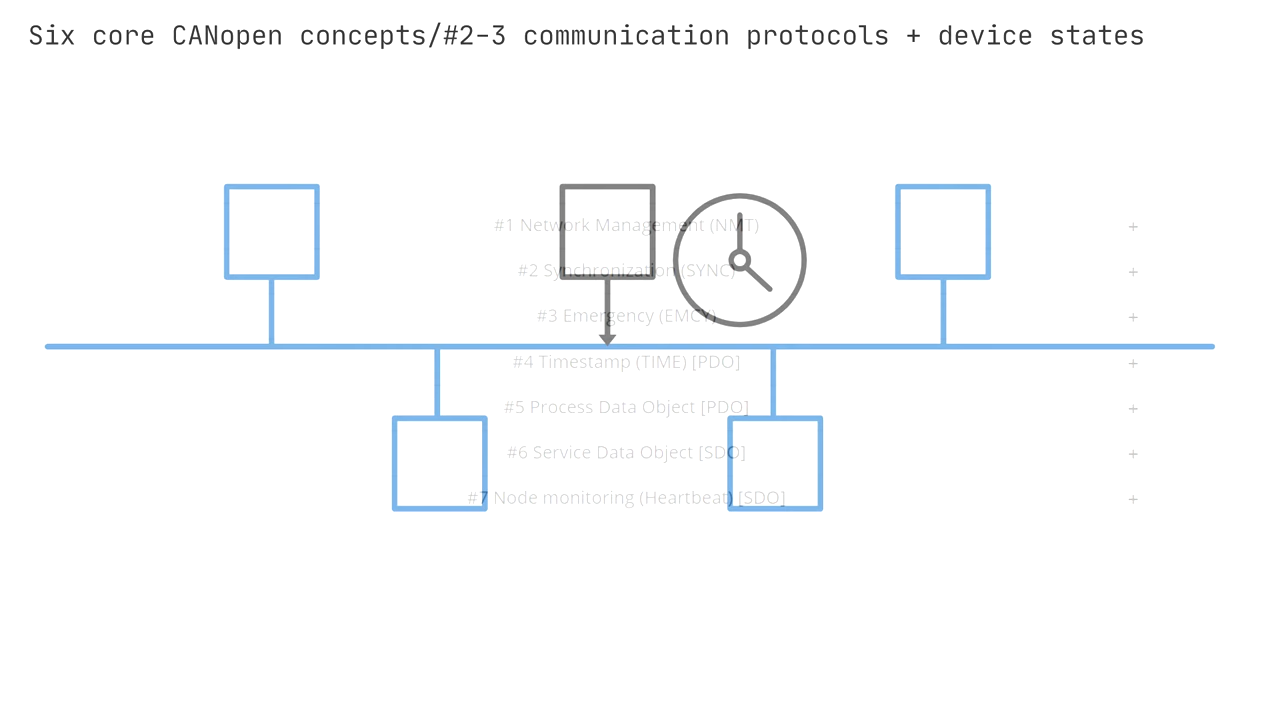 Six core CANopen concepts/#2-3 communication protocols + device states
#1 Network Management (NMT) +
#2 Synchronization (SYNC) +
#3 Emergency (EMCY) +
#4 Timestamp (TIME) [PDO] +
#5 Process Data Object [PDO] +
#6 Service Data Object [SDO] +
#7 Node monitoring (Heartbeat) [SDO] +